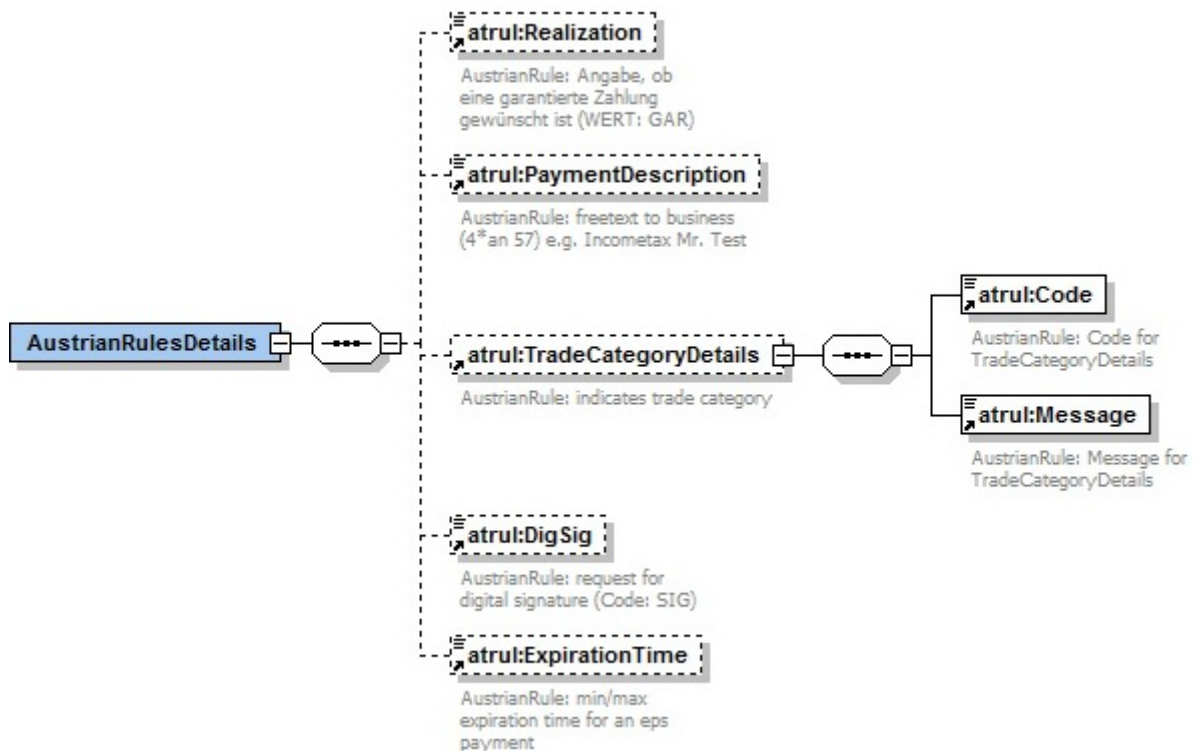 atrul:Realization
AustrianRule: Angabe, ob
eine garantierte Zahlung
gewünscht ist (WERT: GAR)
atrul:PaymentDescription
AustrianRule: freetext to business
(4*an 57) e.g. Incometax Mr. Test
AustrianRulesDetails
atrul:TradeCategoryDetails
AustrianRule: indicates trade category
atrul:Code
AustrianRule: Code for
TradeCategoryDetails
atrul:Message
AustrianRule: Message for
TradeCategoryDetails
atrul:DigSig
AustrianRule: request for
digital signature (Code: SIG)
atrul:ExpirationTime
AustrianRule: min/max
expiration time for an eps
payment